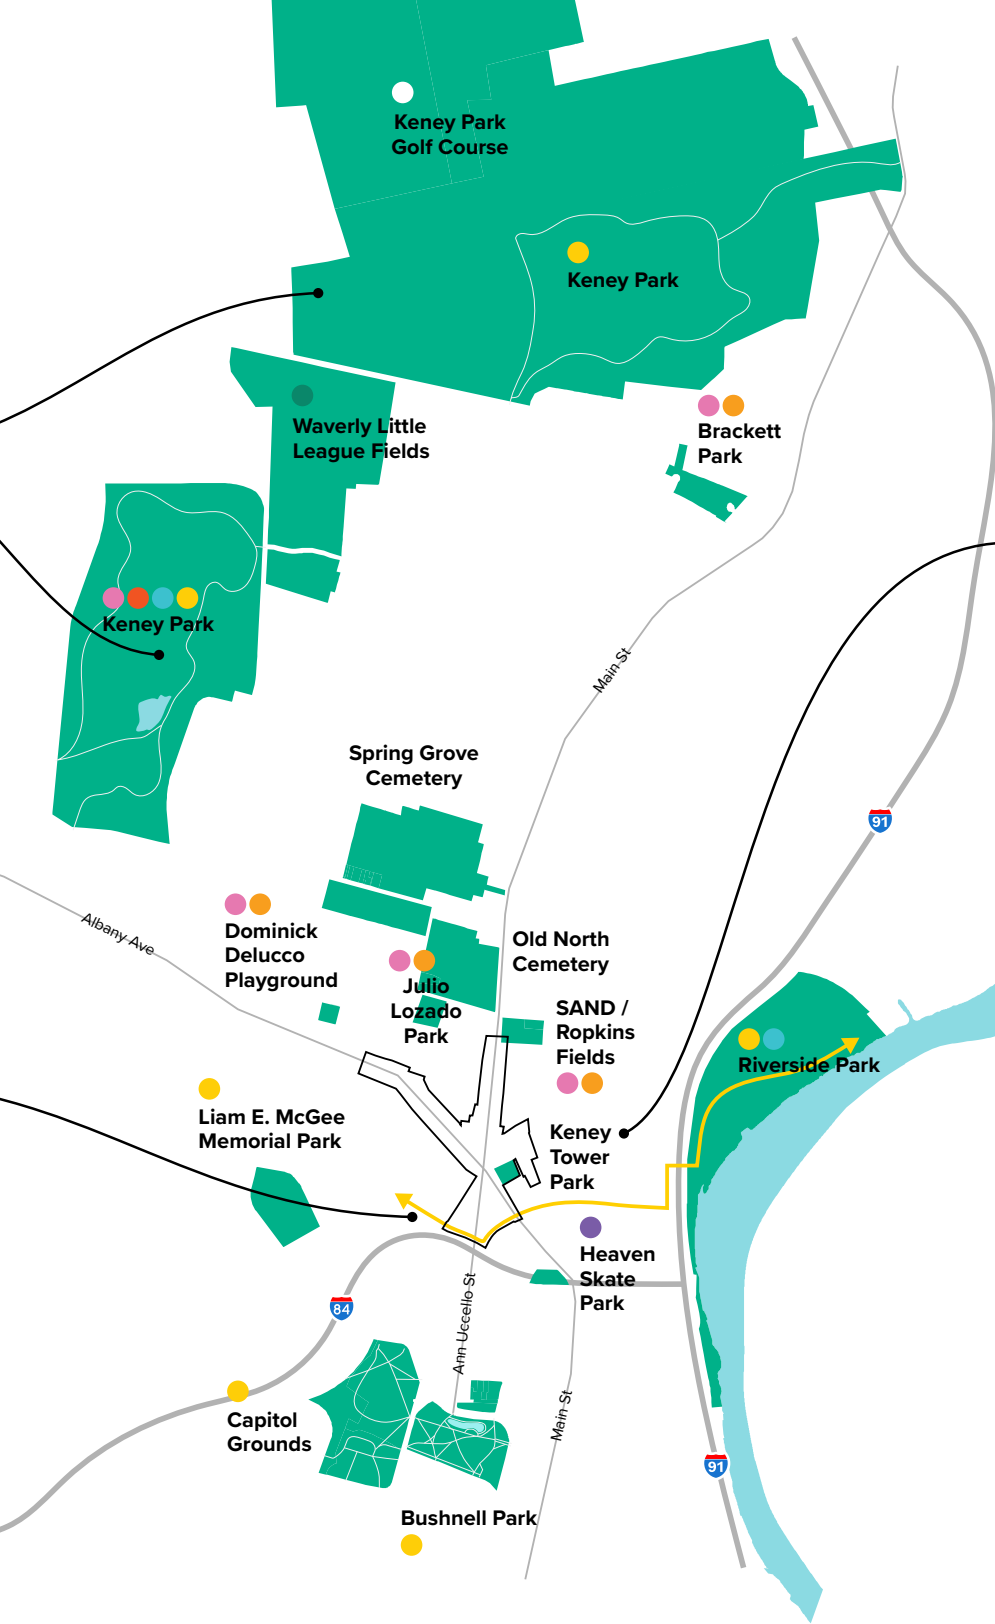 Keney Park
Golf Course
Keney Park
Waverly Little
League Fields
Brackett
Park
Keney Park
Main St
Spring Grove
Cemetery
91
Albany Ave
Dominick
Delucco
Playground
Old North
Cemetery
Julio
Lozado
Park
SAND /
Ropkins
Fields
Riverside Park
Liam E. McGee
Memorial Park
Keney
Tower
Park
Heaven
Skate
Park
84
Ann Uccello St
Main St
Capitol
Grounds
91
Bushnell Park